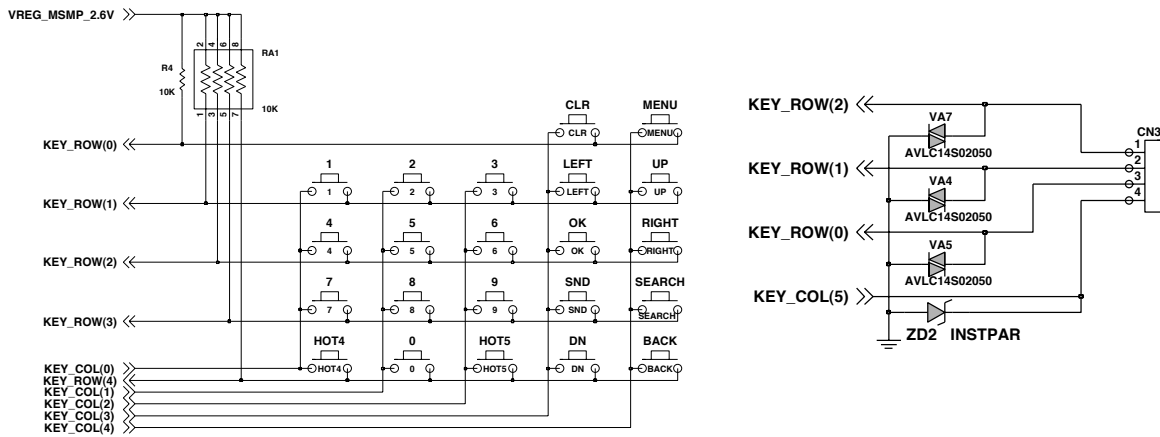 VREG_MSMP_2.6V
2 4 6 8
RA1
R4
10K
10K
1 3 5 7
CLR MENU
CLR MENU
KEY_ROW(0)
1 2 3 LEFT UP
1 2 3 LEFT UP
KEY_ROW(1)
4 5 6 OK RIGHT
4 5 6 OK RIGHT
KEY_ROW(2)
7 8 9 SND SEARCH
7 8 9 SND SEARCH
KEY_ROW(3)
HOT4 0 HOT5 DN BACK
HOT4 0 HOT5 DN BACK
KEY_COL(0)
KEY_ROW(4)
KEY_COL(1)
KEY_COL(2)
KEY_COL(3)
KEY_COL(4)
KEY_ROW(2)
VA7
AVLC14S02050
CN3
1
2
3
4
KEY_ROW(1)
VA4
AVLC14S02050
KEY_ROW(0)
VA5
AVLC14S02050
KEY_COL(5)
ZD2 INSTPAR